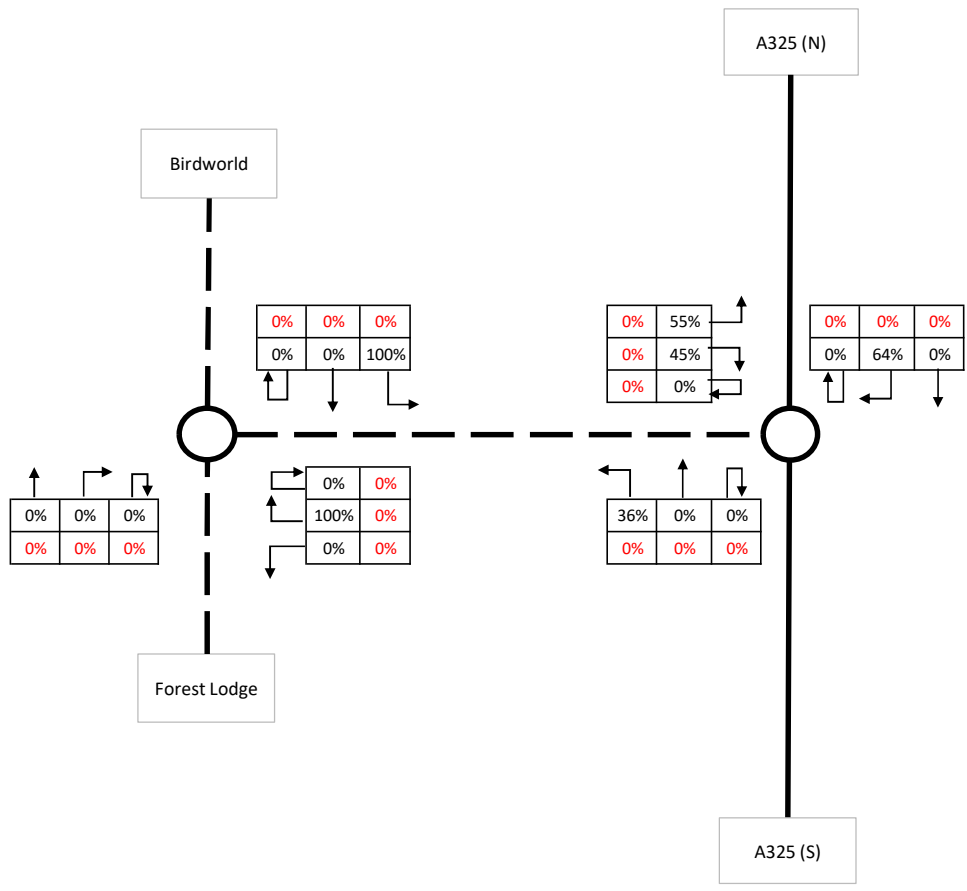 A325 (N)
Birdworld
0% 0% 0%
0% 0% 100%
0% 55%
0% 45%
0% 0%
0% 0% 0%
0% 64% 0%
0% 0% 0%
0% 0% 0%
0% 0%
100% 0%
0% 0%
36% 0% 0%
0% 0% 0%
Forest Lodge
A325 (S)